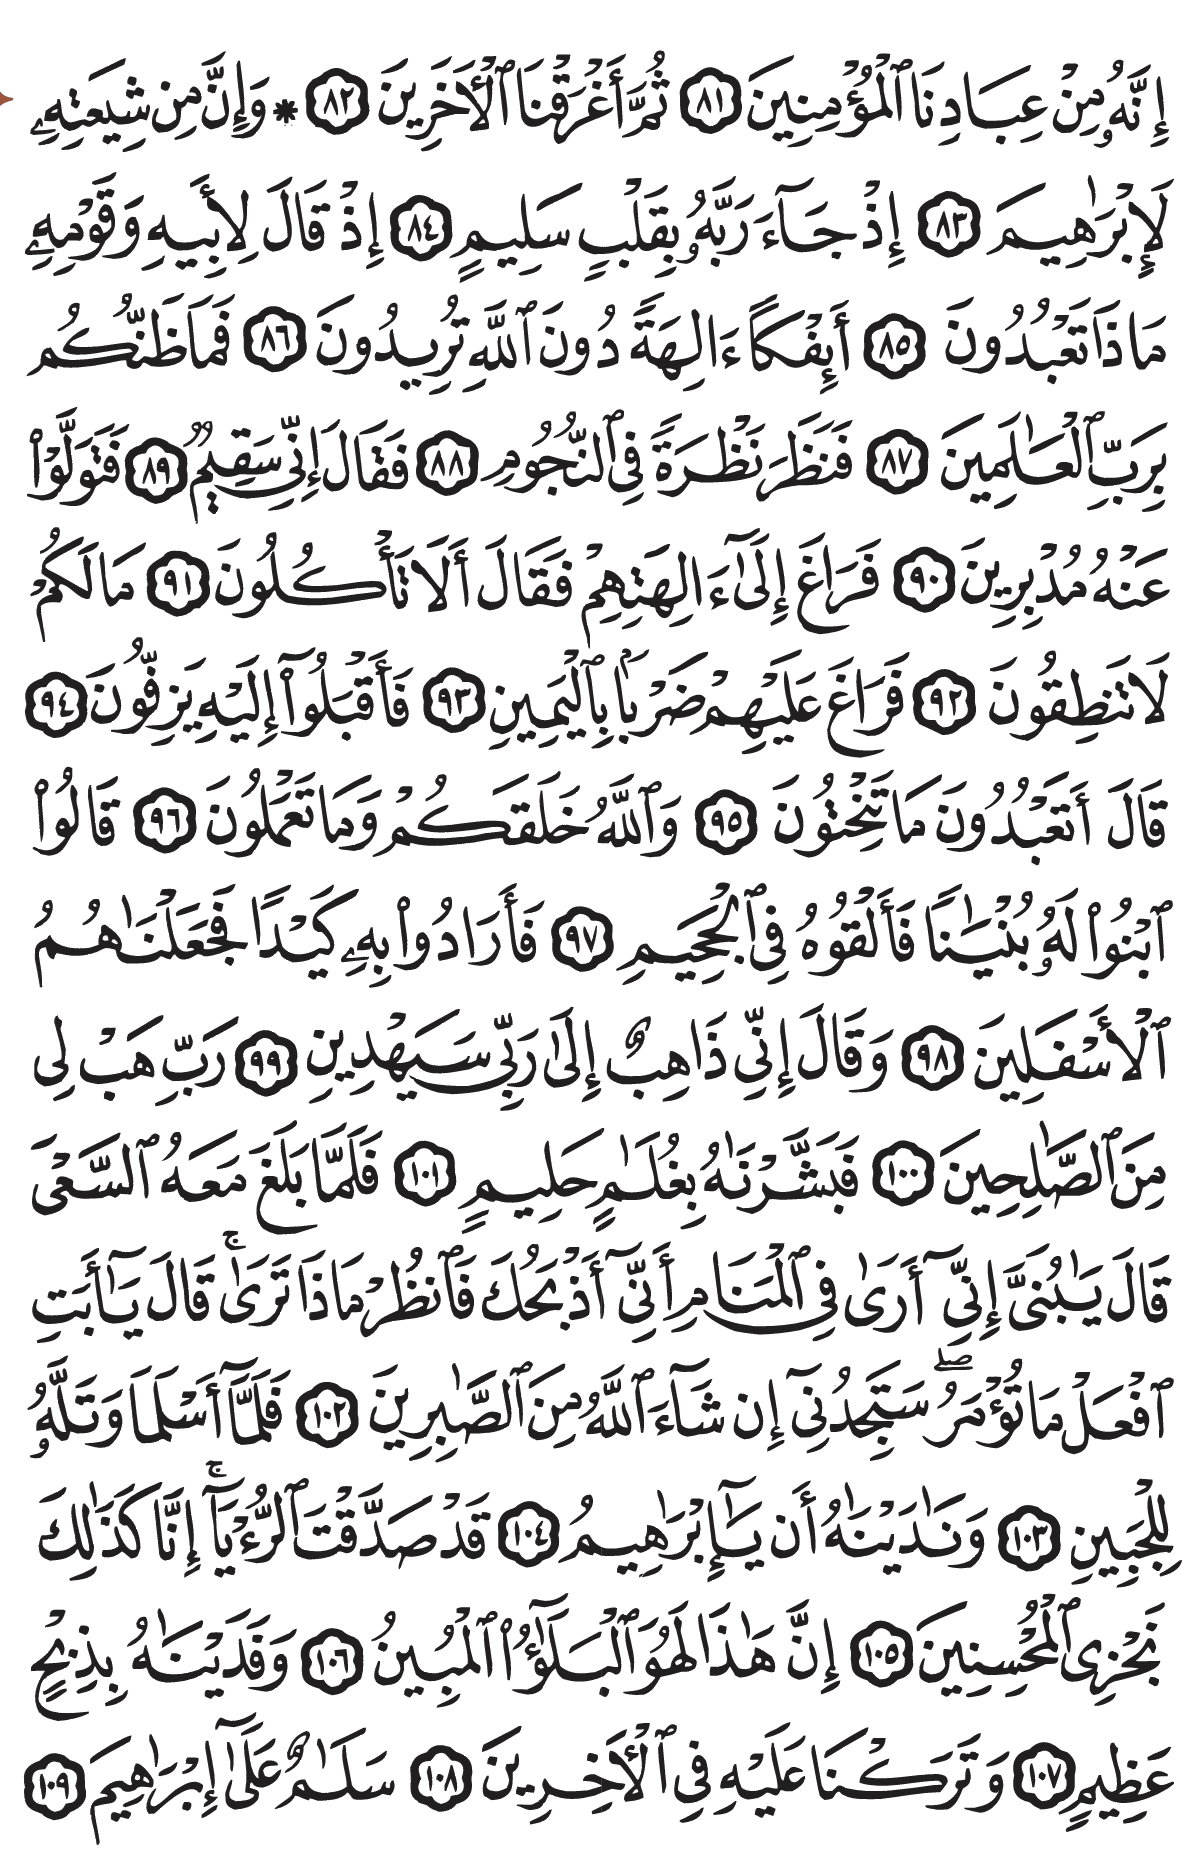 إِنَّهُۥ مِنْ عِبَادِنَا ٱلْمُؤْمِنِينَ ٨١ ثُمَّ أَغْرَقْنَا ٱلْأَخَرِينَ ٨٢ * وَإِنَّ مِن شِيعَتِهِۦ
لَإِبْرَٰهِيمَ ٨٣ إِذْ جَآءَ رَبَّهُۥ بِقَلْبٍ سَلِيمٍ ٨٤ إِذْ قَالَ لِأَبِيهِ وَقَوْمِهِۦ
مَاذَا تَعْبُدُونَ ٨٥ أَئِفْكًا ءَالِهَةً دُونَ ٱللَّهِ تُرِيدُونَ ٨٦ فَمَا ظَنُّكُم
بِرَبِّ ٱلْعَٰلَمِينَ ٨٧ فَنَظَرَ نَظْرَةً فِى ٱلنُّجُومِ ٨٨ فَقَالَ إِنِّى سَقِيمٌ ٨٩ فَتَوَلَّوْا۟
عَنْهُ مُدْبِرِينَ ٩٠ فَرَاغَ إِلَىٰٓ ءَالِهَتِهِمْ فَقَالَ أَلَا تَأْكُلُونَ ٩١ مَا لَكُمْ
لَا تَنطِقُونَ ٩٢ فَرَاغَ عَلَيْهِمْ ضَرْبًۢا بِٱلْيَمِينِ ٩٣ فَأَقْبَلُوٓا۟ إِلَيْهِ يَزِفُّونَ ٩٤
قَالَ أَتَعْبُدُونَ مَا تَنْحِتُونَ ٩٥ وَٱللَّهُ خَلَقَكُمْ وَمَا تَعْمَلُونَ ٩٦ قَالُوا۟
ٱبْنُوا۟ لَهُۥ بُنْيَٰنًا فَأَلْقُوهُ فِى ٱلْجَحِيمِ ٩٧ فَأَرَادُوا۟ بِهِۦ كَيْدًا فَجَعَلْنَٰهُمُ
ٱلْأَسْفَلِينَ ٩٨ وَقَالَ إِنِّى ذَاهِبٌ إِلَىٰ رَبِّى سَيَهْدِينِ ٩٩ رَبِّ هَبْ لِى
مِنَ ٱلصَّٰلِحِينَ ١٠٠ فَبَشَّرْنَٰهُ بِغُلَٰمٍ حَلِيمٍ ١٠١ فَلَمَّا بَلَغَ مَعَهُ ٱلسَّعْىَ
قَالَ يَٰبُنَىَّ إِنِّىٓ أَرَىٰ فِى ٱلْمَنَامِ أَنِّىٓ أَذْبَحُكَ فَٱنظُرْ مَاذَا تَرَىٰ ۚ قَالَ يَٰٓأَبَتِ
ٱفْعَلْ مَا تُؤْمَرُ ۖ سَتَجِدُنِىٓ إِن شَآءَ ٱللَّهُ مِنَ ٱلصَّٰبِرِينَ ١٠٢ فَلَمَّآ أَسْلَمَا وَتَلَّهُۥ
لِلْجَبِينِ ١٠٣ وَنَٰدَيْنَٰهُ أَن يَٰٓإِبْرَٰهِيمُ ١٠٤ قَدْ صَدَّقْتَ ٱلرُّءْيَآ ۚ إِنَّا كَذَٰلِكَ
نَجْزِى ٱلْمُحْسِنِينَ ١٠٥ إِنَّ هَٰذَا لَهُوَ ٱلْبَلَٰٓؤُا۟ ٱلْمُبِينُ ١٠٦ وَفَدَيْنَٰهُ بِذِبْحٍ
عَظِيمٍ ١٠٧ وَتَرَكْنَا عَلَيْهِ فِى ٱلْأَخِرِينَ ١٠٨ سَلَٰمٌ عَلَىٰٓ إِبْرَٰهِيمَ ١٠٩